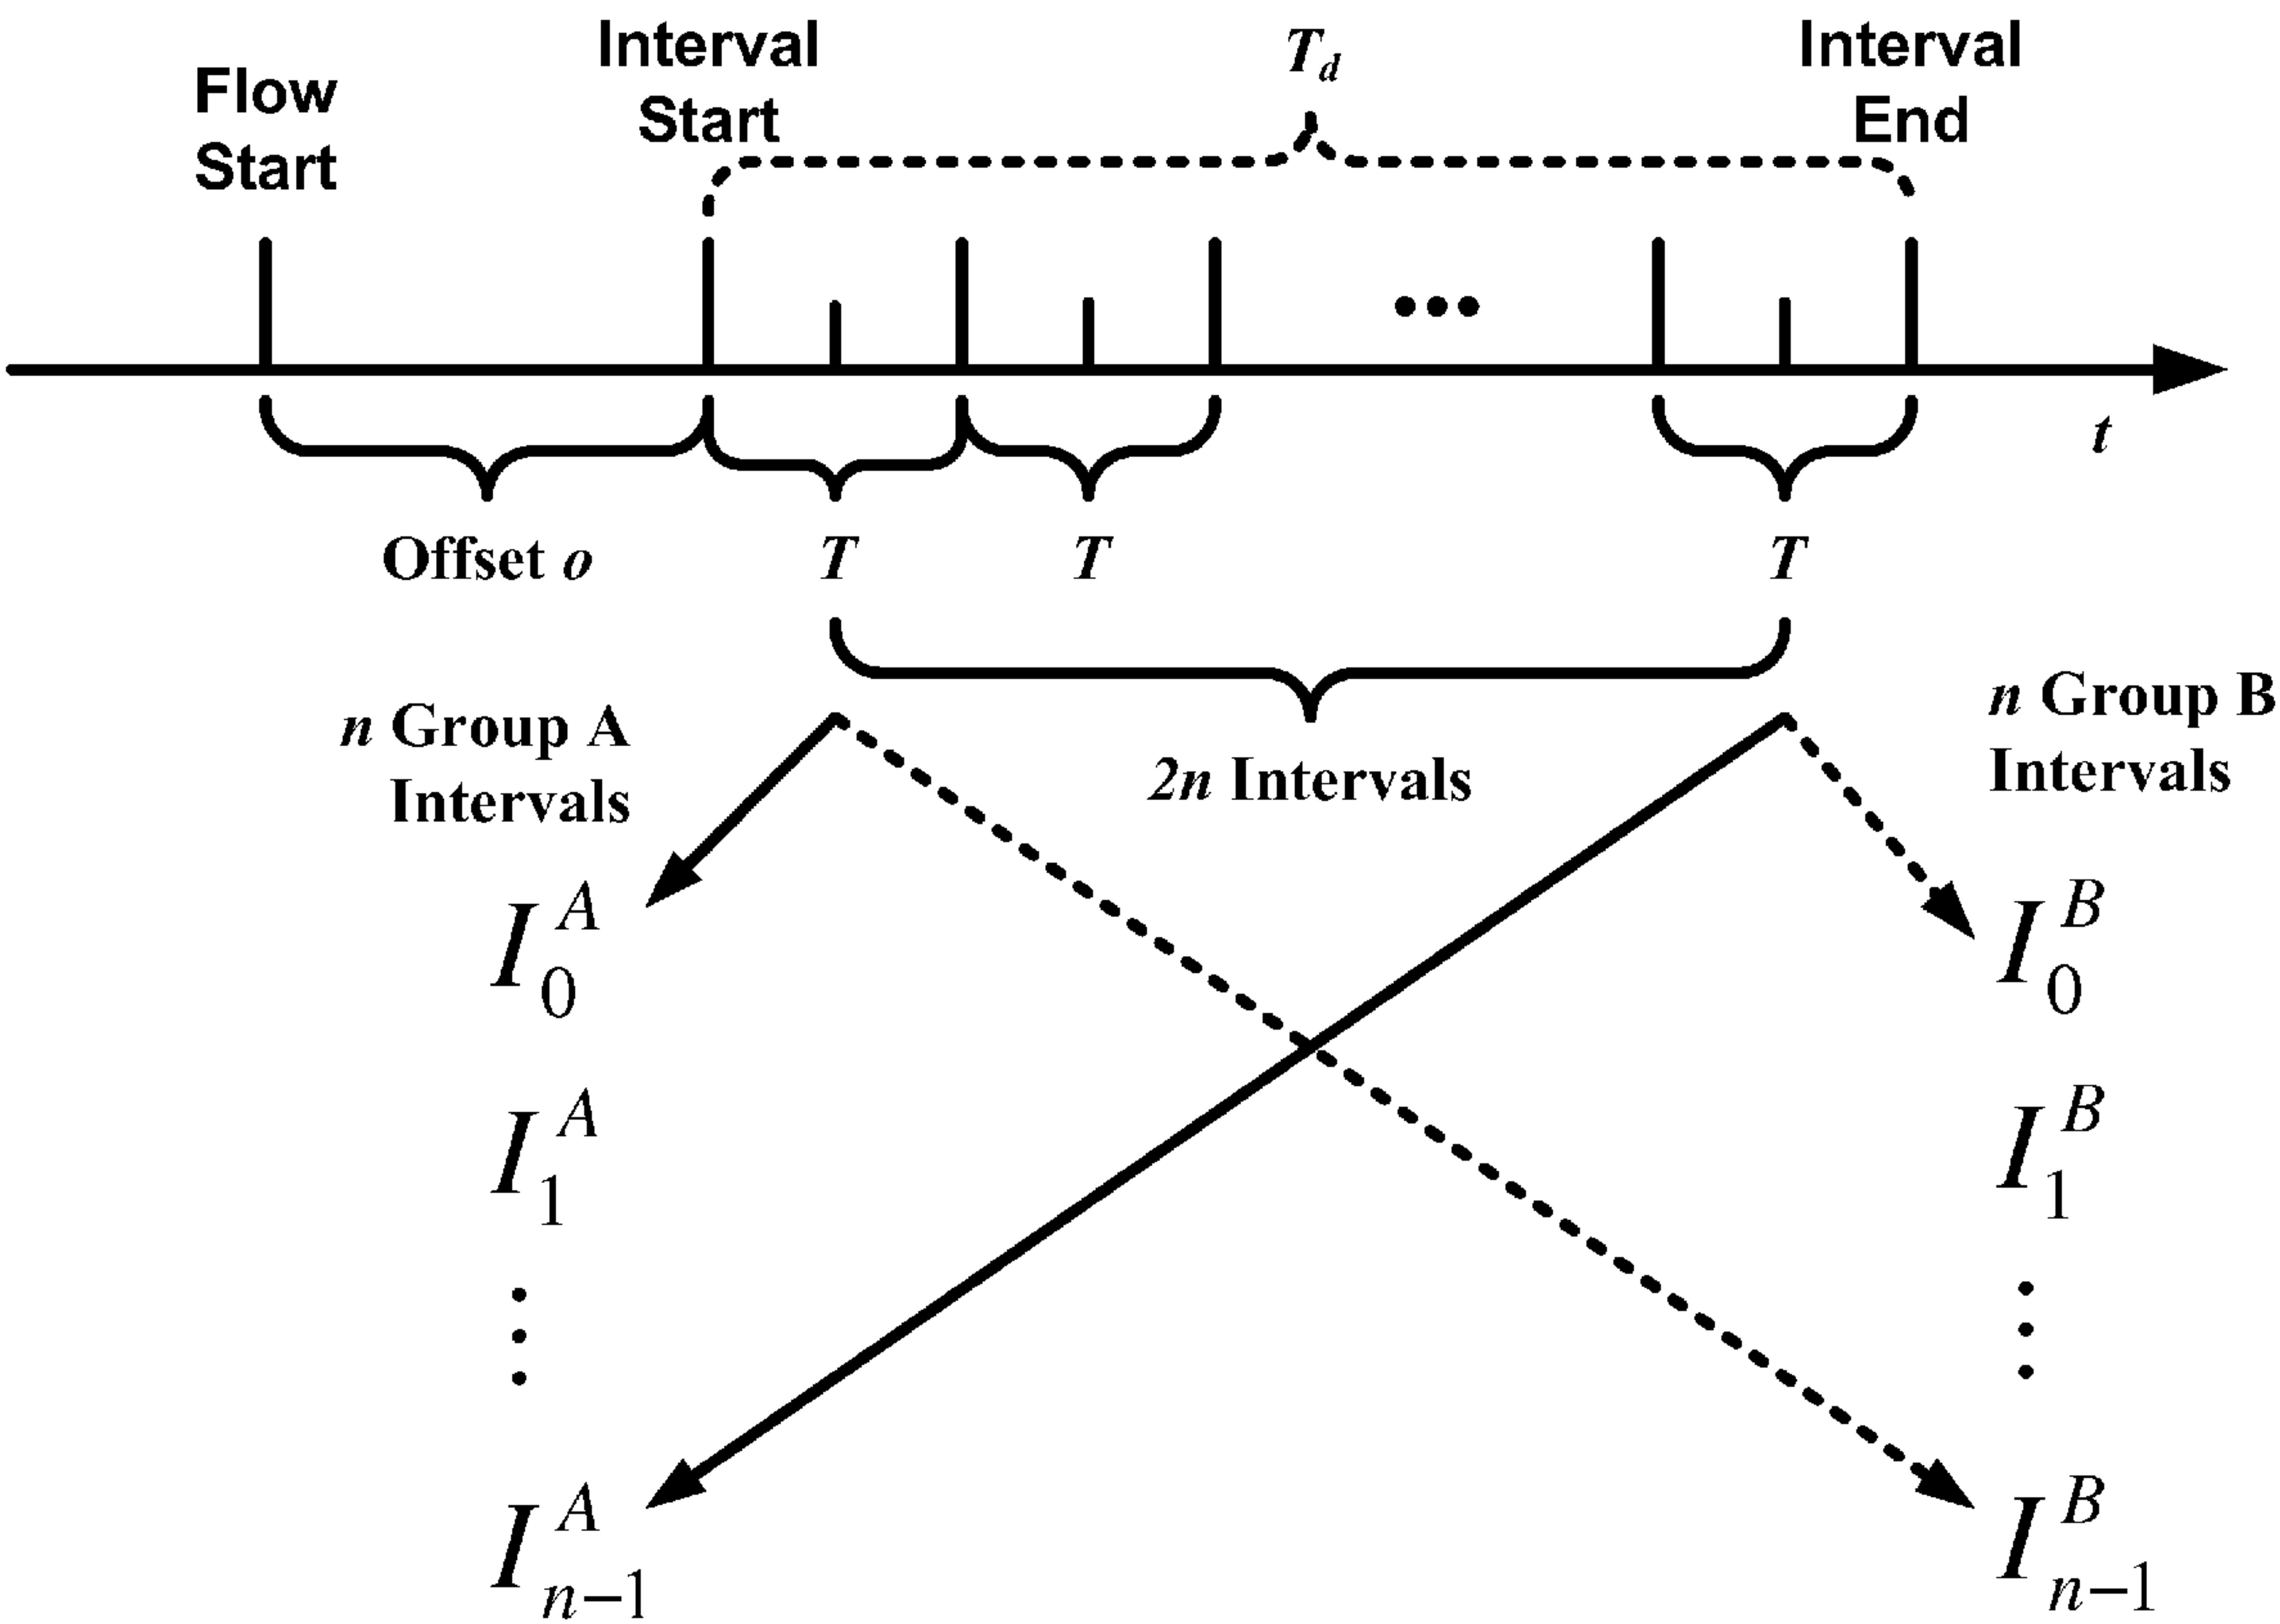 Flow
Start
Interval
Start
T_d
Interval
End
•••
t
Offset o
T
T
T
n Group A
Intervals
2n Intervals
n Group B
Intervals
I_0^A
I_1^A
⋮
I_{n-1}^A
I_0^B
I_1^B
⋮
I_{n-1}^B